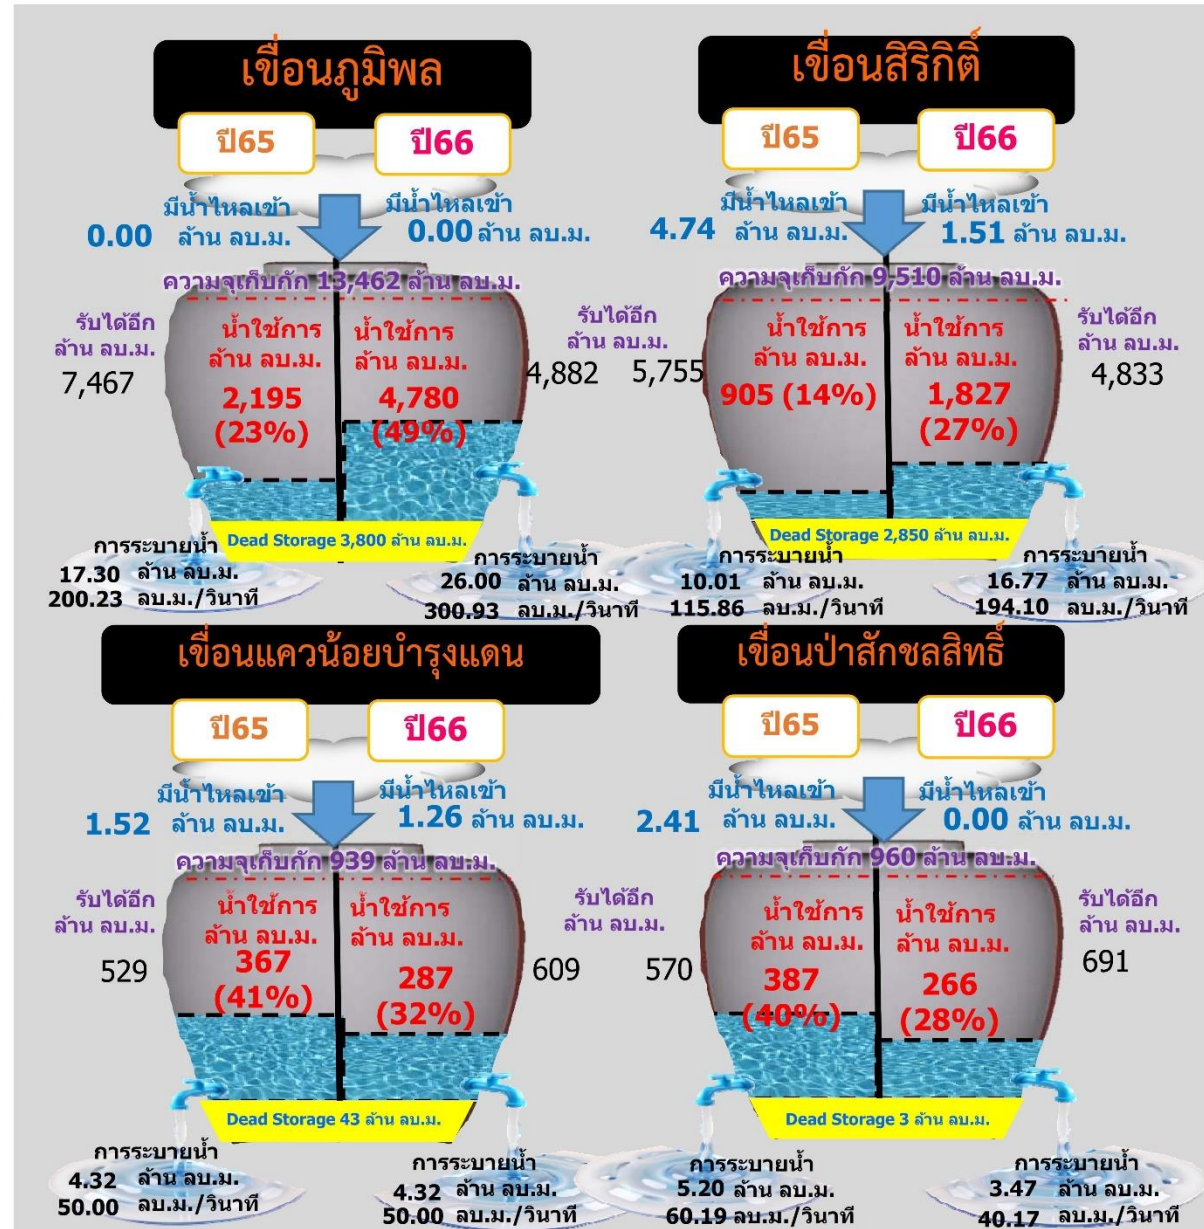 เขื่อนภูมิพล
ปี65
ปี66
มีน้ำไหลเข้า
0.00 ล้าน ลบ.ม.
มีน้ำไหลเข้า
0.00 ล้าน ลบ.ม.
ความจุเก็บกัก 13,462 ล้าน ลบ.ม.
รับได้อีก
ล้าน ลบ.ม.
7,467
น้ำใช้การ
ล้าน ลบ.ม.
2,195
(23%)
น้ำใช้การ
ล้าน ลบ.ม.
4,780
(49%)
รับได้อีก
ล้าน ลบ.ม.
4,882
Dead Storage 3,800 ล้าน ลบ.ม.
การระบายน้ำ
17.30 ล้าน ลบ.ม.
200.23 ลบ.ม./วินาที
การระบายน้ำ
26.00 ล้าน ลบ.ม.
300.93 ลบ.ม./วินาที
เขื่อนสิริกิติ์
ปี65
ปี66
มีน้ำไหลเข้า
4.74 ล้าน ลบ.ม.
มีน้ำไหลเข้า
1.51 ล้าน ลบ.ม.
ความจุเก็บกัก 9,510 ล้าน ลบ.ม.
5,755
น้ำใช้การ
ล้าน ลบ.ม.
905 (14%)
น้ำใช้การ
ล้าน ลบ.ม.
1,827
(27%)
รับได้อีก
ล้าน ลบ.ม.
4,833
Dead Storage 2,850 ล้าน ลบ.ม.
การระบายน้ำ
10.01 ล้าน ลบ.ม.
115.86 ลบ.ม./วินาที
การระบายน้ำ
16.77 ล้าน ลบ.ม.
194.10 ลบ.ม./วินาที
เขื่อนแควน้อยบำรุงแดน
ปี65
ปี66
มีน้ำไหลเข้า
1.52 ล้าน ลบ.ม.
มีน้ำไหลเข้า
1.26 ล้าน ลบ.ม.
ความจุเก็บกัก 939 ล้าน ลบ.ม.
รับได้อีก
ล้าน ลบ.ม.
529
น้ำใช้การ
ล้าน ลบ.ม.
367
(41%)
น้ำใช้การ
ล้าน ลบ.ม.
287
(32%)
รับได้อีก
ล้าน ลบ.ม.
609
Dead Storage 43 ล้าน ลบ.ม.
การระบายน้ำ
4.32 ล้าน ลบ.ม.
50.00 ลบ.ม./วินาที
การระบายน้ำ
4.32 ล้าน ลบ.ม.
50.00 ลบ.ม./วินาที
เขื่อนป่าสักชลสิทธิ์
ปี65
ปี66
มีน้ำไหลเข้า
2.41 ล้าน ลบ.ม.
มีน้ำไหลเข้า
0.00 ล้าน ลบ.ม.
ความจุเก็บกัก 960 ล้าน ลบ.ม.
570
น้ำใช้การ
ล้าน ลบ.ม.
387
(40%)
น้ำใช้การ
ล้าน ลบ.ม.
266
(28%)
รับได้อีก
ล้าน ลบ.ม.
691
Dead Storage 3 ล้าน ลบ.ม.
การระบายน้ำ
5.20 ล้าน ลบ.ม.
60.19 ลบ.ม./วินาที
การระบายน้ำ
3.47 ล้าน ลบ.ม.
40.17 ลบ.ม./วินาที